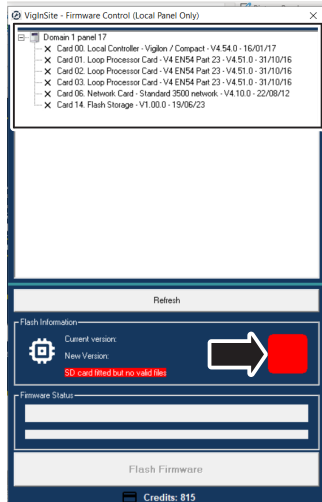 VigInSite - Firmware Control (Local Panel Only)
Domain 1 panel 17
Card 00. Local Controller - Vigilon / Compact - V4.54.0 - 16/01/17
Card 01. Loop Processor Card - V4 EN54 Part 23 - V4.51.0 - 31/10/16
Card 02. Loop Processor Card - V4 EN54 Part 23 - V4.51.0 - 31/10/16
Card 03. Loop Processor Card - V4 EN54 Part 23 - V4.51.0 - 31/10/16
Card 06. Network Card - Standard 3500 network - V4.10.0 - 22/08/12
Card 14. Flash Storage - V1.00.0 - 19/06/23
Refresh
Flash Information
Current version:
New Version:
SD card fitted but no valid files
Firmware Status
Flash Firmware
Credits: 815